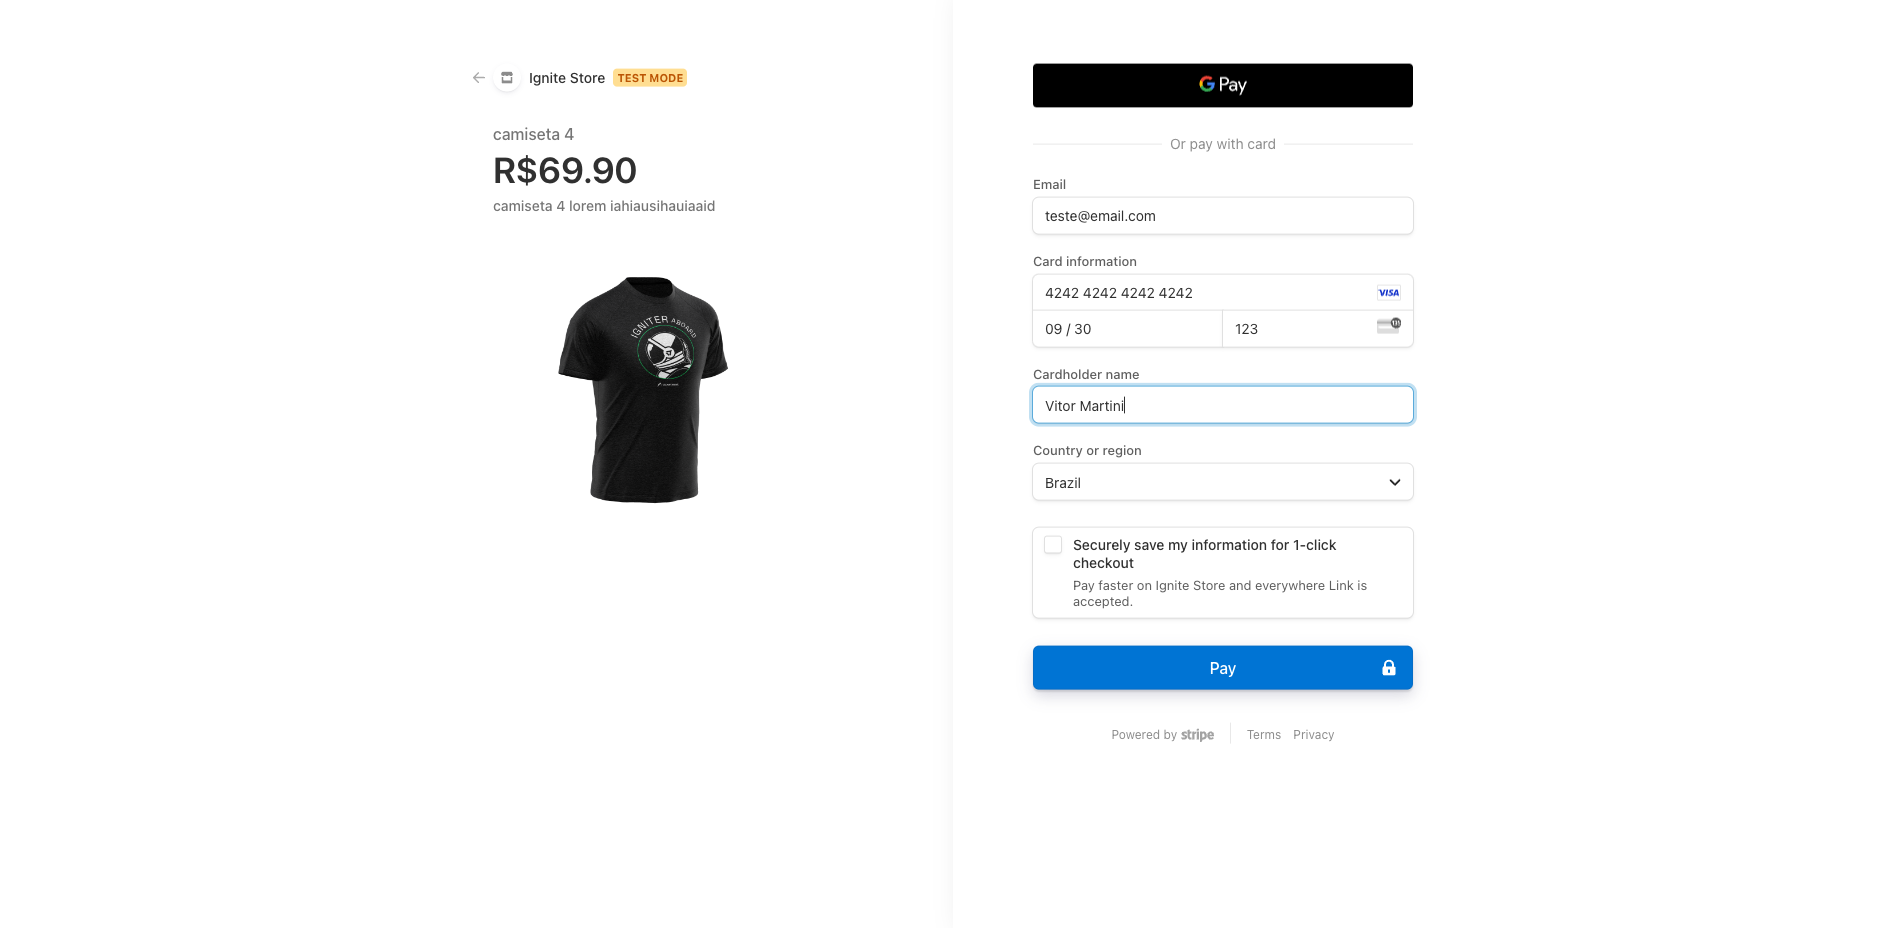 Ignite Store TEST MODE
camiseta 4
R$69.90
camiseta 4 lorem iahiausihauiaaid
IGNITER ABOARD
G Pay
Or pay with card
Email
teste@email.com
Card information
4242 4242 4242 4242 VISA
09 / 30 123
Cardholder name
Vitor Martini
Country or region
Brazil
Securely save my information for 1-click
checkout
Pay faster on Ignite Store and everywhere Link is
accepted.
Pay
Powered by stripe Terms Privacy